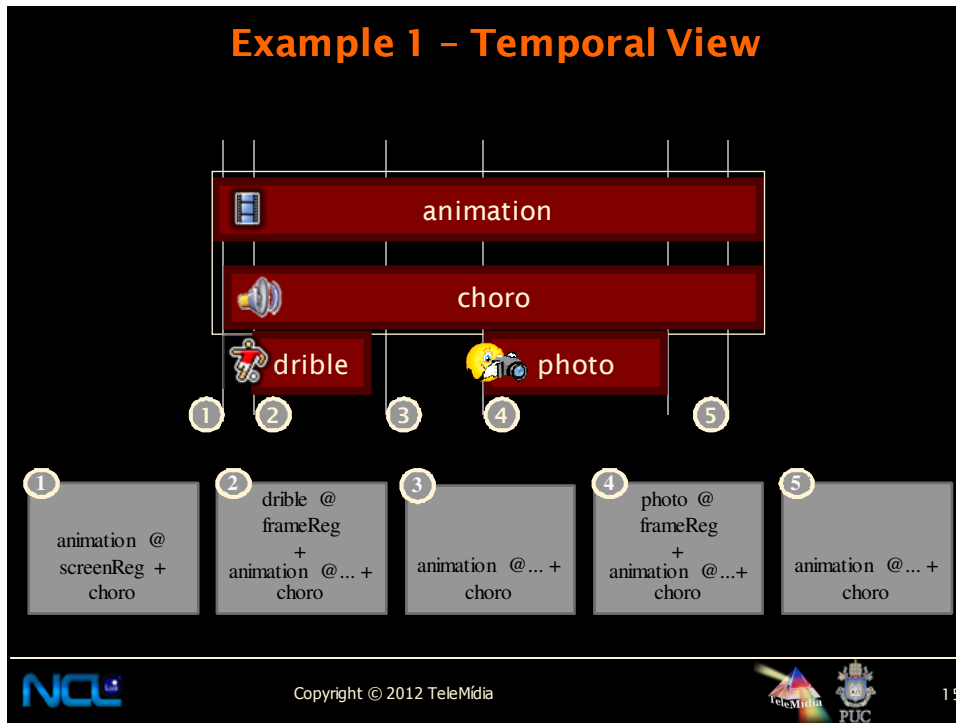 Example 1 – Temporal View
animation
choro
drible
photo
1
2
3
4
5
1
animation @
screenReg +
choro
2
drible @
frameReg
+
animation @... +
choro
3
animation @... +
choro
4
photo @
frameReg
+
animation @...+
choro
5
animation @... +
choro
NCL
Copyright © 2012 TeleMídia
TeleMídia
PUC
15